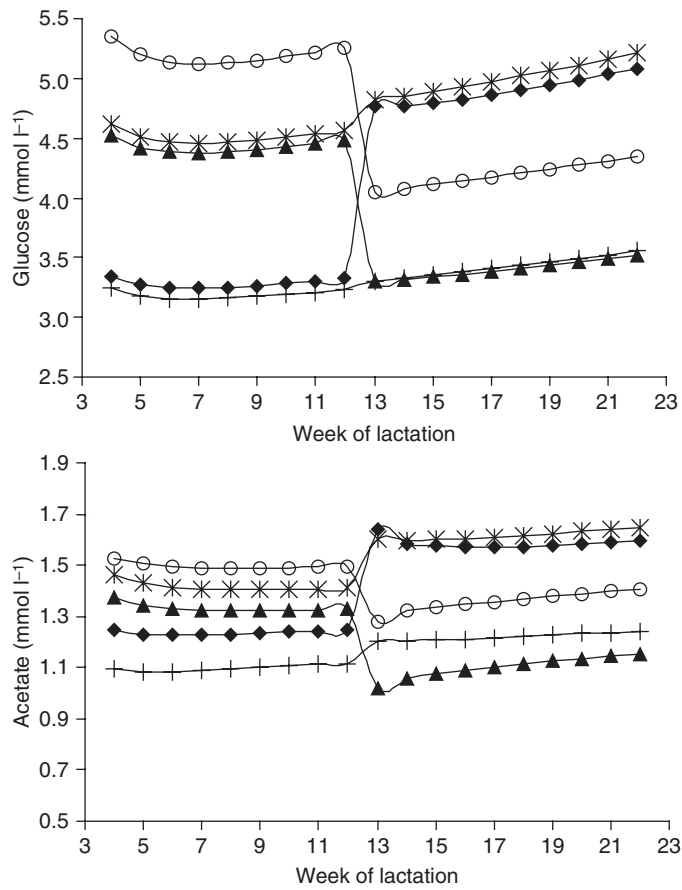 5.5
5.0
4.5
4.0
3.5
3.0
2.5
Glucose (mmol l⁻¹)
3 5 7 9 11 13 15 17 19 21 23
Week of lactation
1.9
1.7
1.5
1.3
1.1
0.9
0.7
0.5
Acetate (mmol l⁻¹)
3 5 7 9 11 13 15 17 19 21 23
Week of lactation